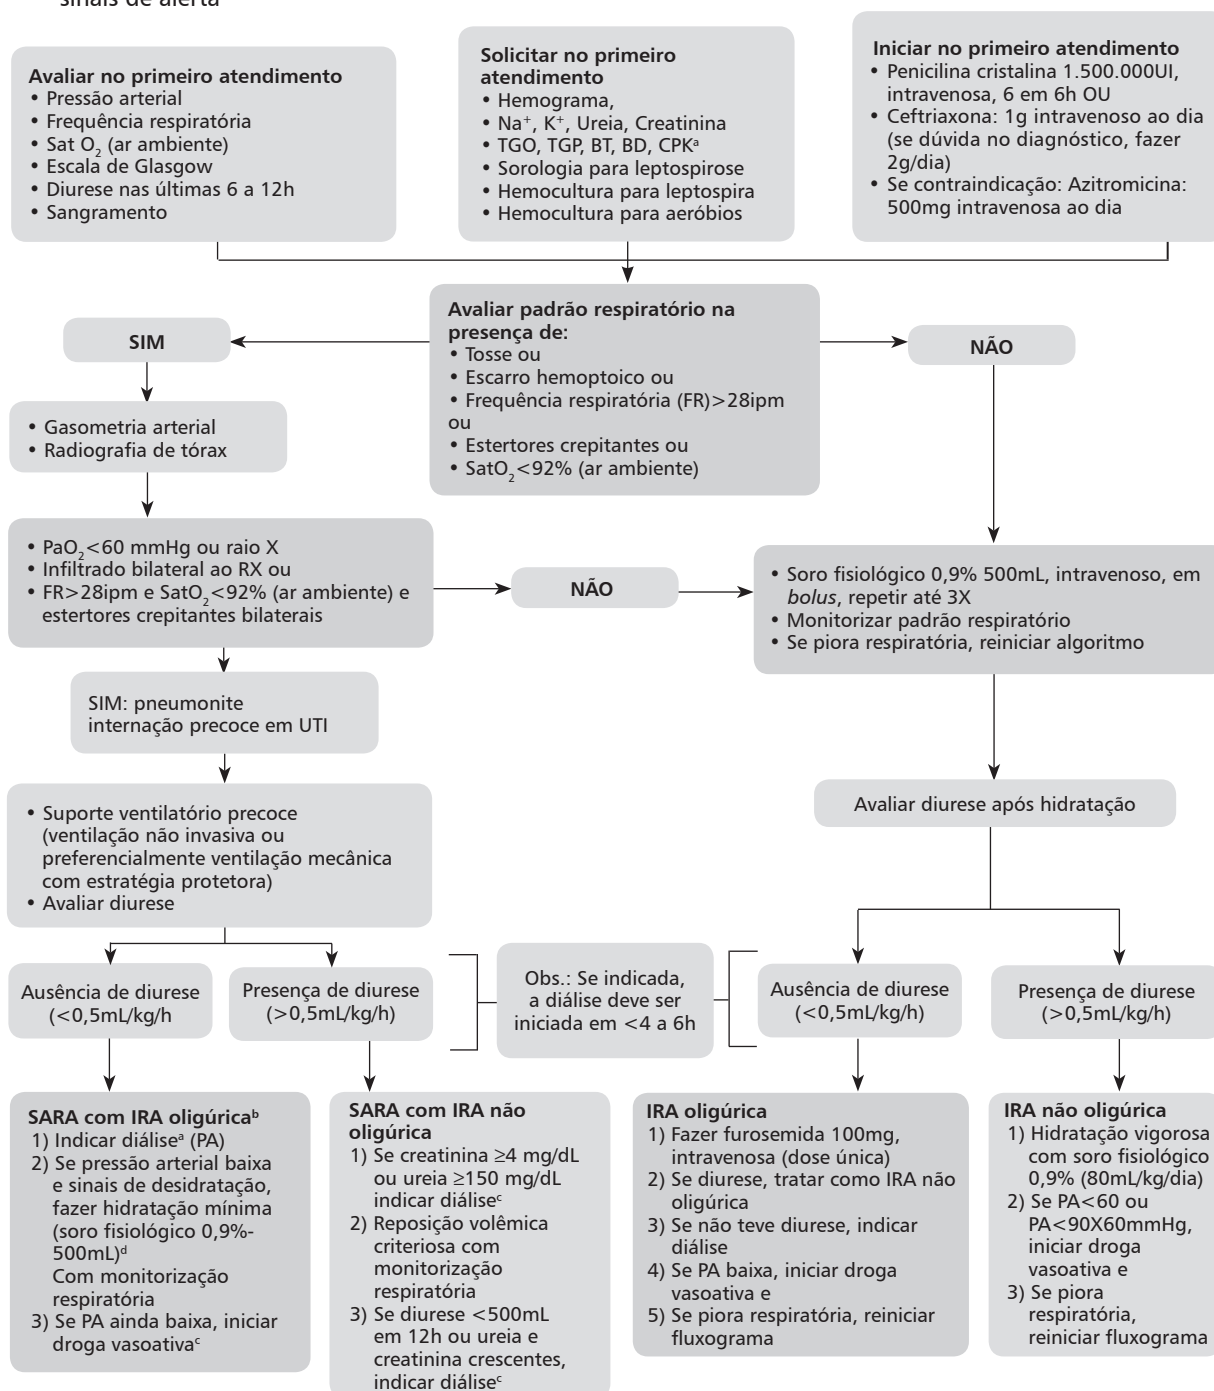 sinais de alerta
Avaliar no primeiro atendimento
• Pressão arterial
• Frequência respiratória
• Sat O₂ (ar ambiente)
• Escala de Glasgow
• Diurese nas últimas 6 a 12h
• Sangramento
Solicitar no primeiro
atendimento
• Hemograma,
• Na⁺, K⁺, Ureia, Creatinina
• TGO, TGP, BT, BD, CPKᵃ
• Sorologia para leptospirose
• Hemocultura para leptospira
• Hemocultura para aeróbios
Iniciar no primeiro atendimento
• Penicilina cristalina 1.500.000UI,
intravenosa, 6 em 6h OU
• Ceftriaxona: 1g intravenoso ao dia
(se dúvida no diagnóstico, fazer
2g/dia)
• Se contraindicação: Azitromicina:
500mg intravenosa ao dia
Avaliar padrão respiratório na
presença de:
• Tosse ou
• Escarro hemoptoico ou
• Frequência respiratória (FR)>28ipm
ou
• Estertores crepitantes ou
• SatO₂<92% (ar ambiente)
SIM
NÃO
• Gasometria arterial
• Radiografia de tórax
• PaO₂<60 mmHg ou raio X
• Infiltrado bilateral ao RX ou
• FR>28ipm e SatO₂<92% (ar ambiente) e
estertores crepitantes bilaterais
NÃO
• Soro fisiológico 0,9% 500mL, intravenoso, em
bolus, repetir até 3X
• Monitorizar padrão respiratório
• Se piora respiratória, reiniciar algoritmo
SIM: pneumonite
internação precoce em UTI
• Suporte ventilatório precoce
(ventilação não invasiva ou
preferencialmente ventilação mecânica
com estratégia protetora)
• Avaliar diurese
Avaliar diurese após hidratação
Ausência de diurese
(<0,5mL/kg/h
Presença de diurese
(>0,5mL/kg/h)
Obs.: Se indicada,
a diálise deve ser
iniciada em <4 a 6h
Ausência de diurese
(<0,5mL/kg/h)
Presença de diurese
(>0,5mL/kg/h)
SARA com IRA oligúricaᵇ
1) Indicar diáliseᵃ (PA)
2) Se pressão arterial baixa
e sinais de desidratação,
fazer hidratação mínima
(soro fisiológico 0,9%-
500mL)ᵈ
Com monitorização
respiratória
3) Se PA ainda baixa, iniciar
droga vasoativaᶜ
SARA com IRA não
oligúrica
1) Se creatinina ≥4 mg/dL
ou ureia ≥150 mg/dL
indicar diáliseᶜ
2) Reposição volêmica
criteriosa com
monitorização
respiratória
3) Se diurese <500mL
em 12h ou ureia e
creatinina crescentes,
indicar diáliseᶜ
IRA oligúrica
1) Fazer furosemida 100mg,
intravenosa (dose única)
2) Se diurese, tratar como IRA não
oligúrica
3) Se não teve diurese, indicar
diálise
4) Se PA baixa, iniciar droga
vasoativa e
5) Se piora respiratória, reiniciar
fluxograma
IRA não oligúrica
1) Hidratação vigorosa
com soro fisiológico
0,9% (80mL/kg/dia)
2) Se PA<60 ou
PA<90X60mmHg,
iniciar droga
vasoativa e
3) Se piora
respiratória,
reiniciar fluxograma